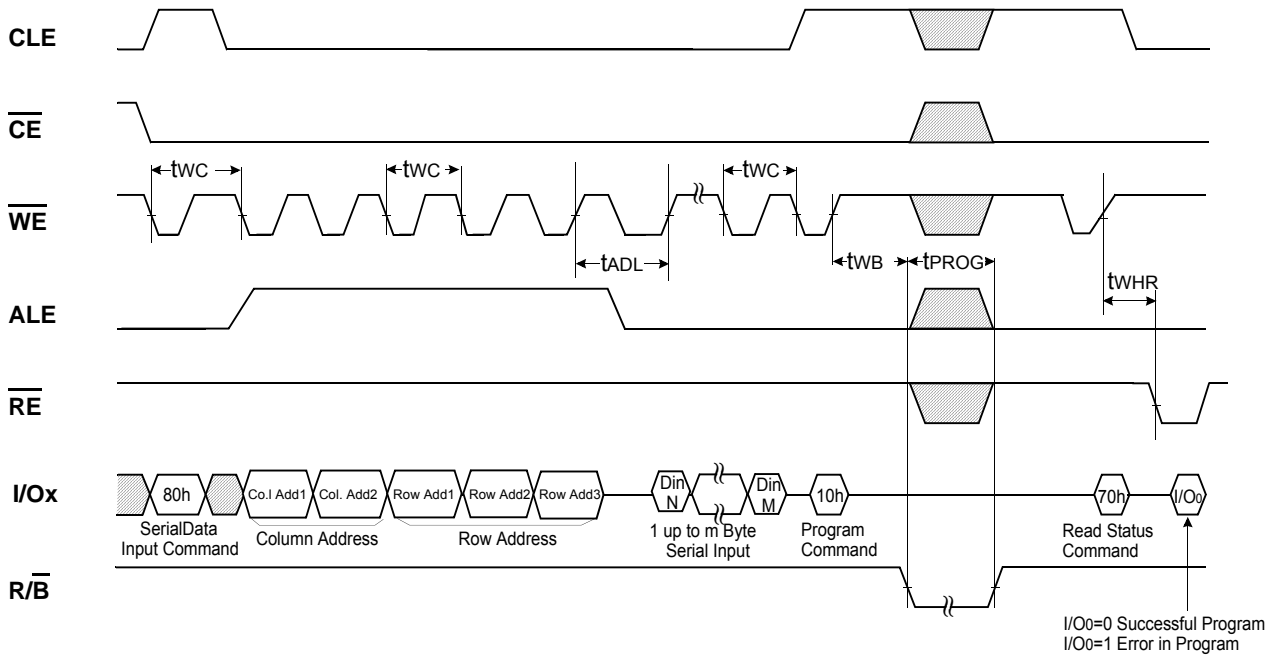 CLE
CE
tWC
tWC
tWC
WE
tADL
tWB
tPROG
tWHR
ALE
RE
I/Ox
80h
Co.l Add1
Col. Add2
Row Add1
Row Add2
Row Add3
Din
N
Din
M
10h
70h
I/O0
SerialData
Input Command
Column Address
Row Address
1 up to m Byte
Serial Input
Program
Command
Read Status
Command
R/B
I/O0=0 Successful Program
I/O0=1 Error in Program